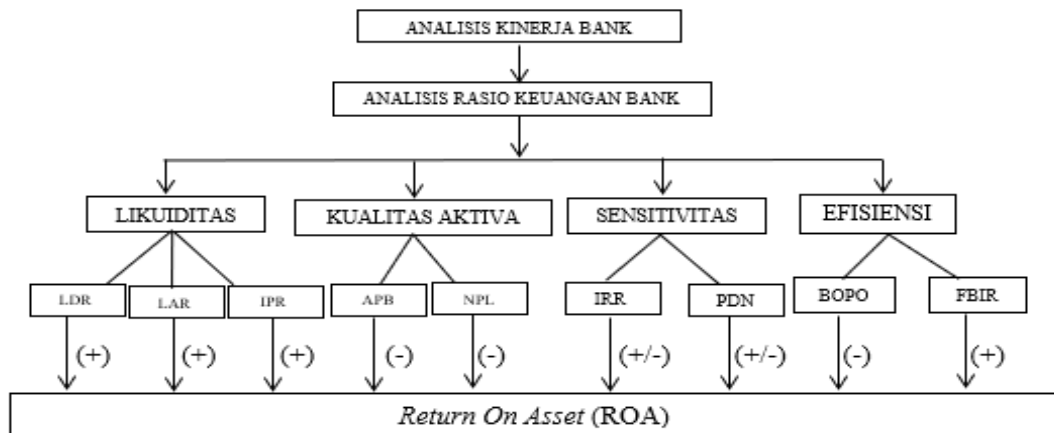 ANALISIS KINERJA BANK
ANALISIS RASIO KEUANGAN BANK
LIKUIDITAS
KUALITAS AKTIVA
SENSITIVITAS
EFISIENSI
LDR
LAR
IPR
APB
NPL
IRR
PDN
BOPO
FBIR
(+)
(+)
(+)
(-)
(-)
(+/-)
(+/-)
(-)
(+)
Return On Asset (ROA)